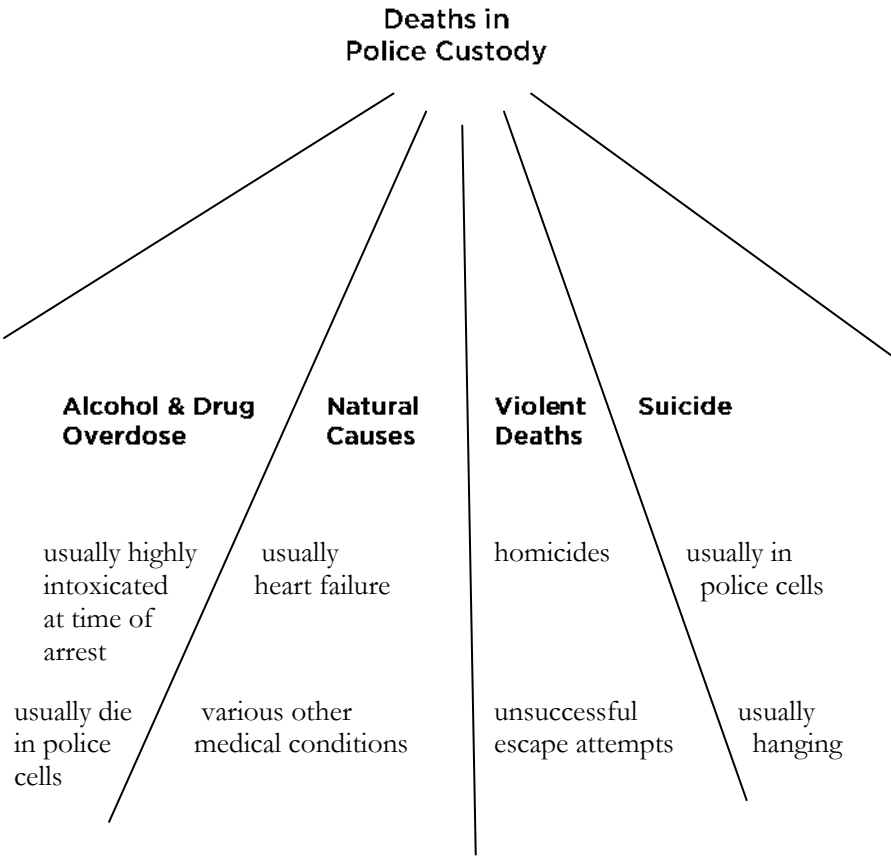 Deaths in
Police Custody
Alcohol & Drug
Overdose
usually highly
intoxicated
at time of
arrest
usually die
in police
cells
Natural
Causes
usually
heart failure
various other
medical conditions
Violent
Deaths
homicides
unsuccessful
escape attempts
Suicide
usually in
police cells
usually
hanging